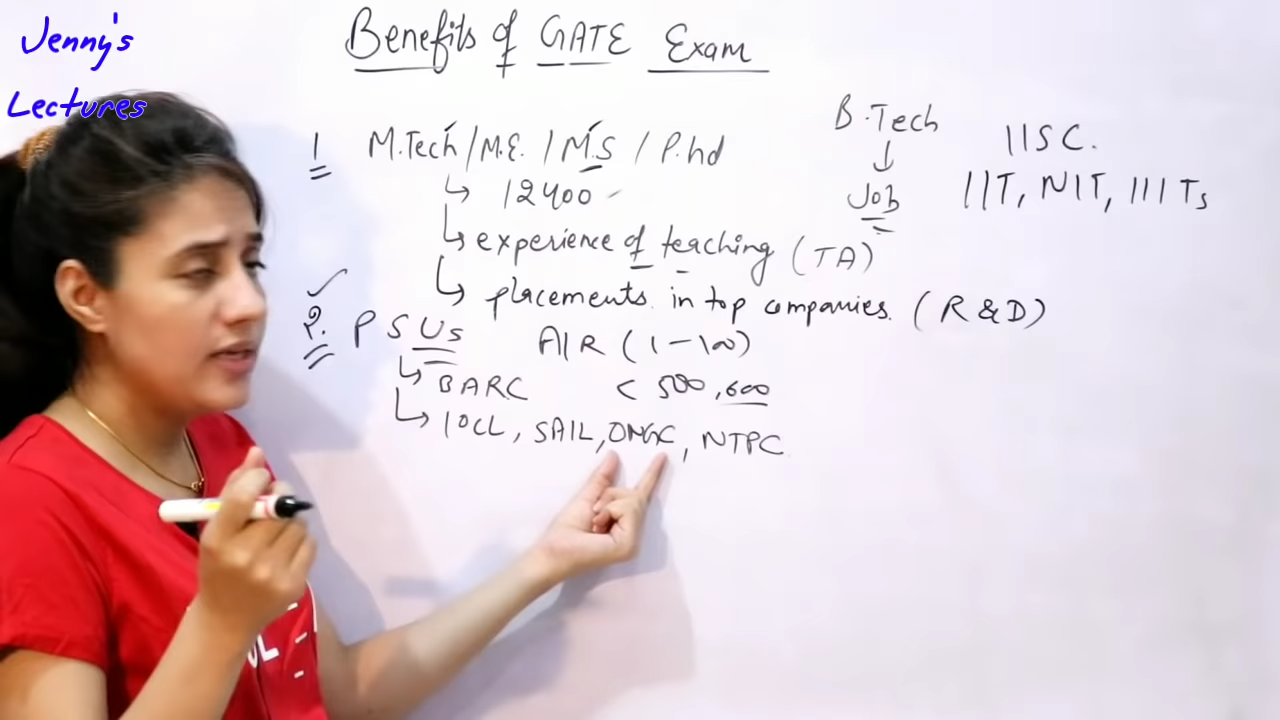 Jenny's
Lectures
Benefits of GATE Exam
1 M.Tech/M.E./M.S/P.hd
↳ 12400
↳ experience of teaching (TA)
↳ placements in top companies. (R&D)
2. PSUs AIR (1-100)
↳ BARC < 500, 600
↳ IOCL, SAIL, ONGC, NTPC
B.Tech
↓
Job
IISC.
IIT, NIT, IIITs